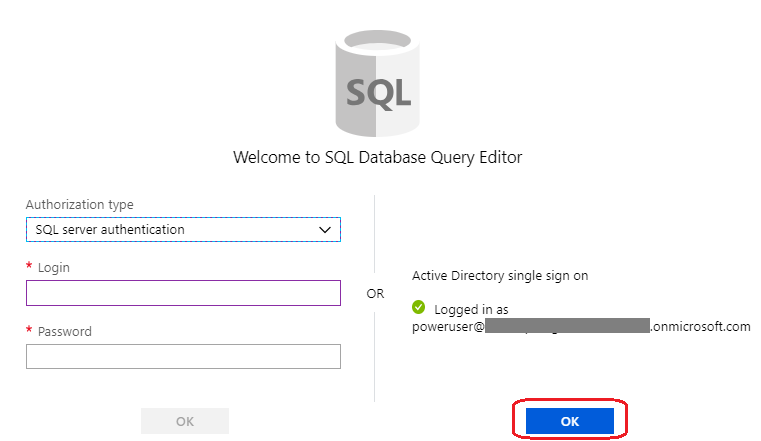 SQL
Welcome to SQL Database Query Editor
Authorization type
SQL server authentication
* Login
* Password
OK
OR
Active Directory single sign on
Logged in as
poweruser@ .onmicrosoft.com
OK